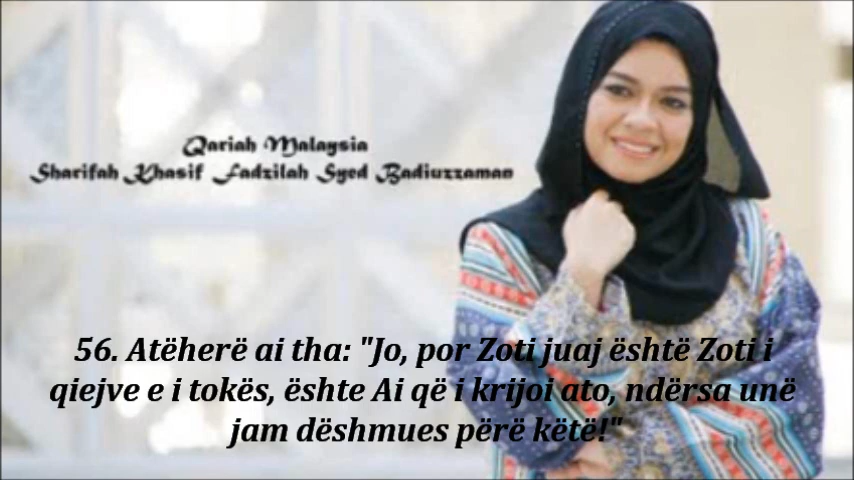 Qariah Malaysia
Sharifah Khasif Fadzilah Syed Badiuzzaman
56. Atëherë ai tha: "Jo, por Zoti juaj është Zoti i
qiejve e i tokës, ështe Ai që i krijoi ato, ndërsa unë
jam dëshmues përë këtë!"